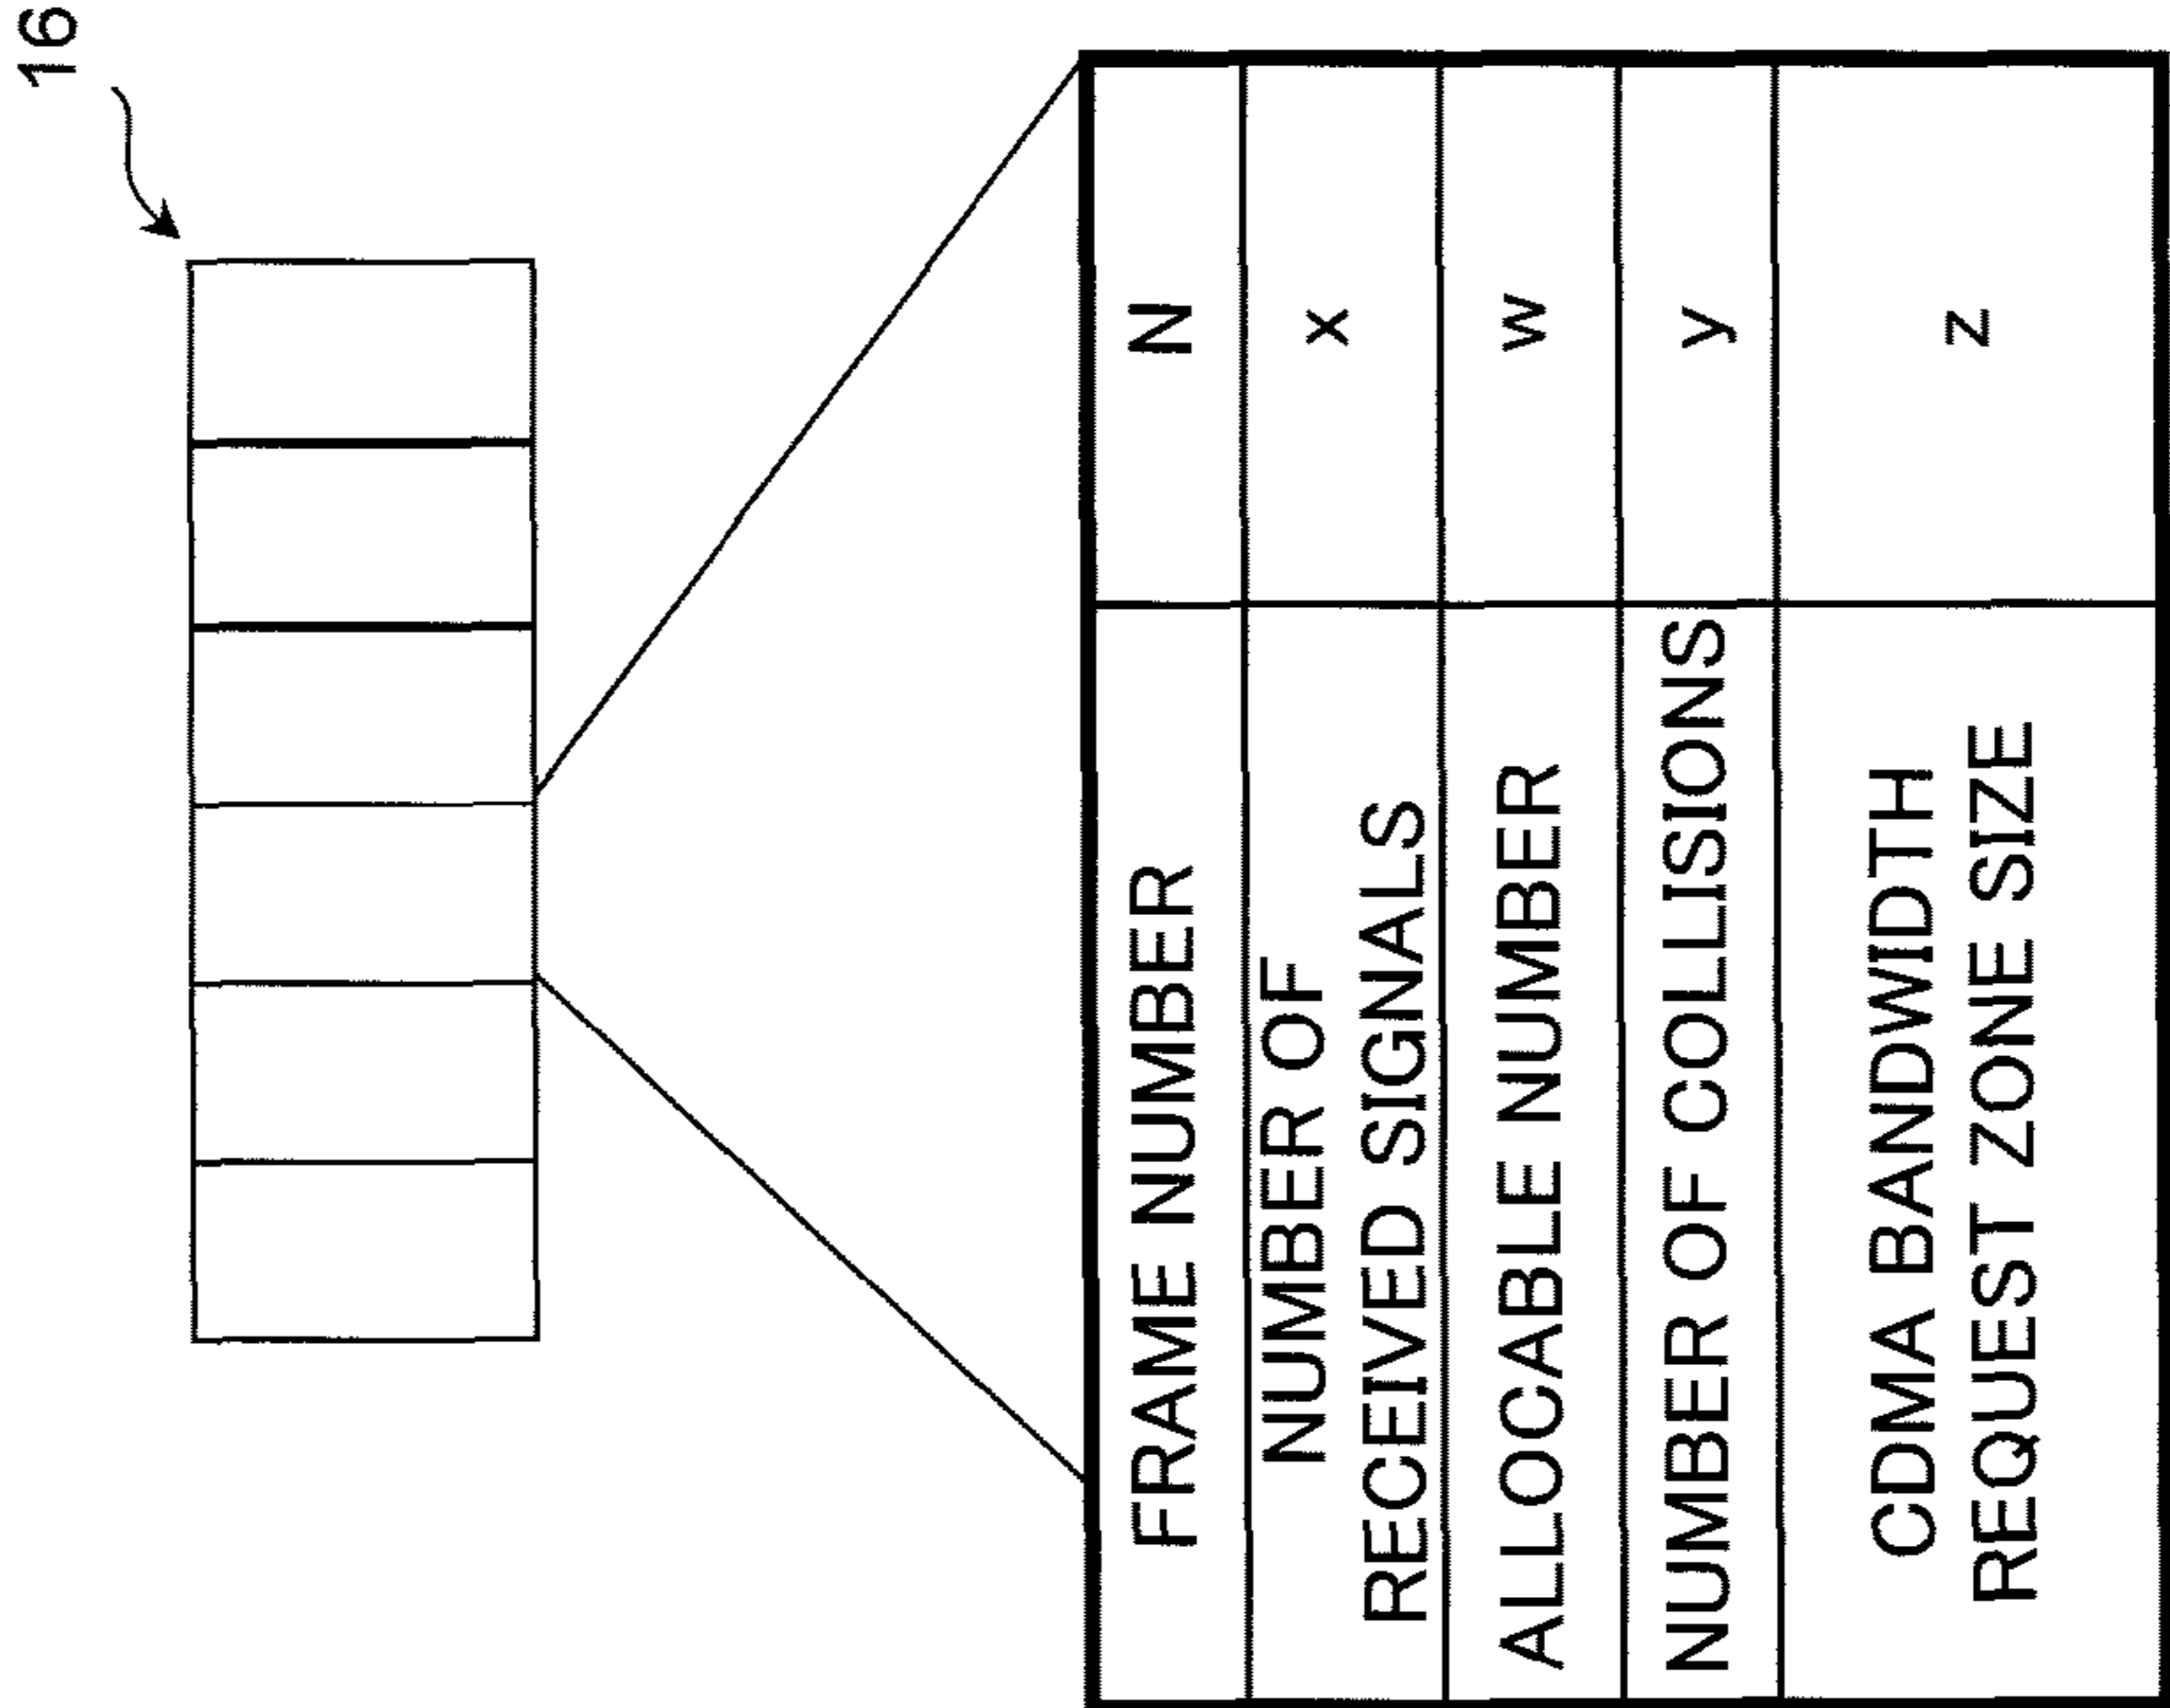 16
FRAME NUMBER
N
NUMBER OF
RECEIVED SIGNALS
x
ALLOCABLE NUMBER
w
NUMBER OF COLLISIONS
y
CDMA BANDWIDTH
REQUEST ZONE SIZE
z